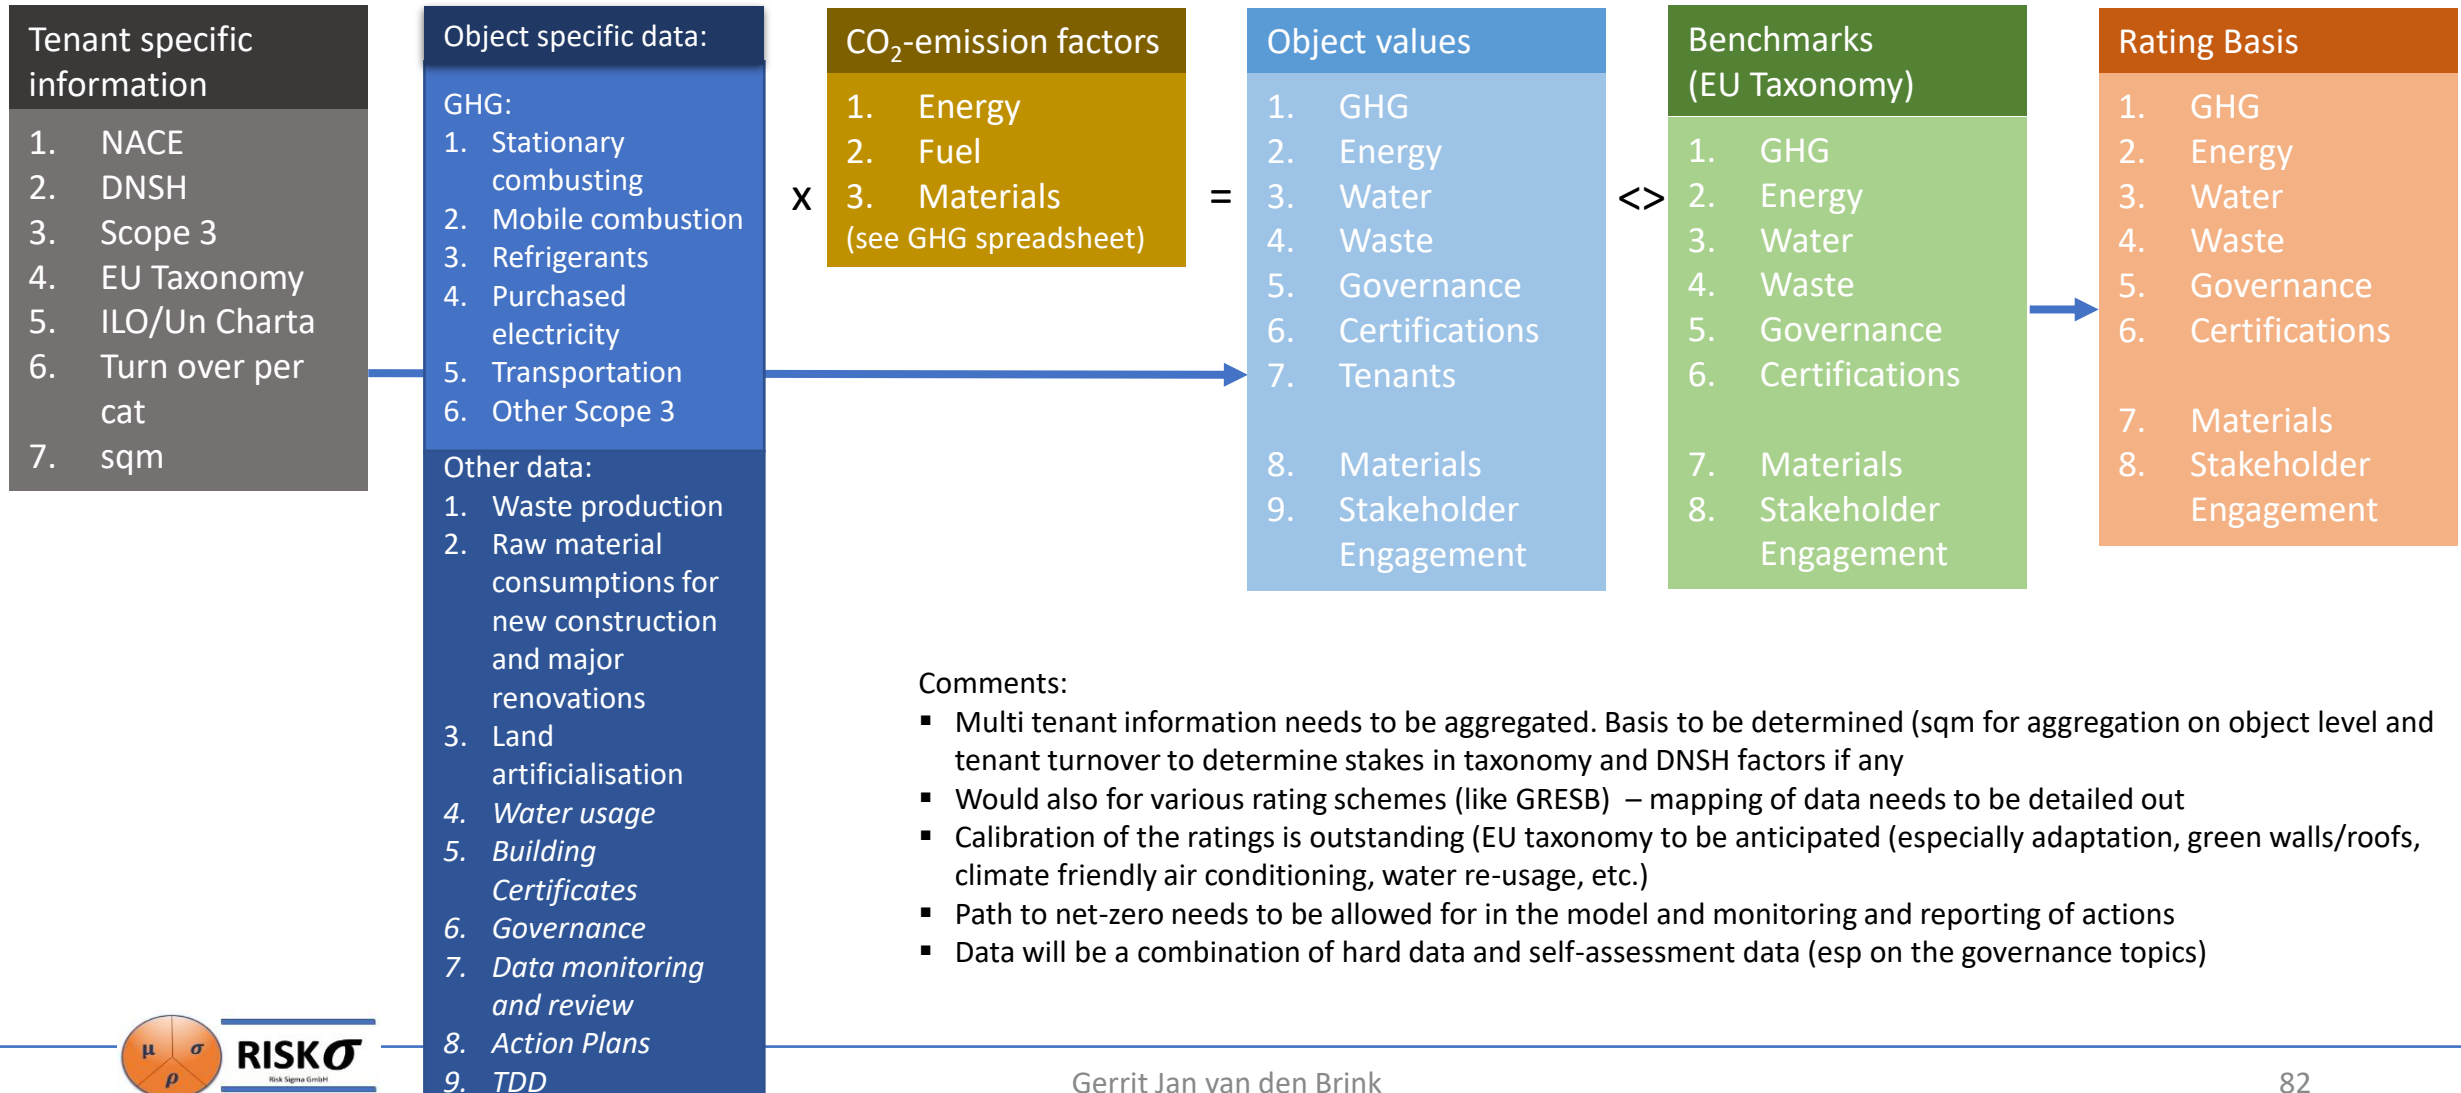 Tenant specific
information
1. NACE
2. DNSH
3. Scope 3
4. EU Taxonomy
5. ILO/Un Charta
6. Turn over per
cat
7. sqm
Object specific data:
GHG:
1. Stationary
combusting
2. Mobile combustion
3. Refrigerants
4. Purchased
electricity
5. Transportation
6. Other Scope 3
Other data:
1. Waste production
2. Raw material
consumptions for
new construction
and major
renovations
3. Land
artificialisation
4. Water usage
5. Building
Certificates
6. Governance
7. Data monitoring
and review
8. Action Plans
9. TDD
x
CO₂-emission factors
1. Energy
2. Fuel
3. Materials
(see GHG spreadsheet)
=
Object values
1. GHG
2. Energy
3. Water
4. Waste
5. Governance
6. Certifications
7. Tenants
8. Materials
9. Stakeholder
Engagement
<>
Benchmarks
(EU Taxonomy)
1. GHG
2. Energy
3. Water
4. Waste
5. Governance
6. Certifications
7. Materials
8. Stakeholder
Engagement
Rating Basis
1. GHG
2. Energy
3. Water
4. Waste
5. Governance
6. Certifications
7. Materials
8. Stakeholder
Engagement
Comments:
▪ Multi tenant information needs to be aggregated. Basis to be determined (sqm for aggregation on object level and
tenant turnover to determine stakes in taxonomy and DNSH factors if any
▪ Would also for various rating schemes (like GRESB) – mapping of data needs to be detailed out
▪ Calibration of the ratings is outstanding (EU taxonomy to be anticipated (especially adaptation, green walls/roofs,
climate friendly air conditioning, water re-usage, etc.)
▪ Path to net-zero needs to be allowed for in the model and monitoring and reporting of actions
▪ Data will be a combination of hard data and self-assessment data (esp on the governance topics)
μ σ
ρ
RISKσ
Risk Sigma GmbH
Gerrit Jan van den Brink
82